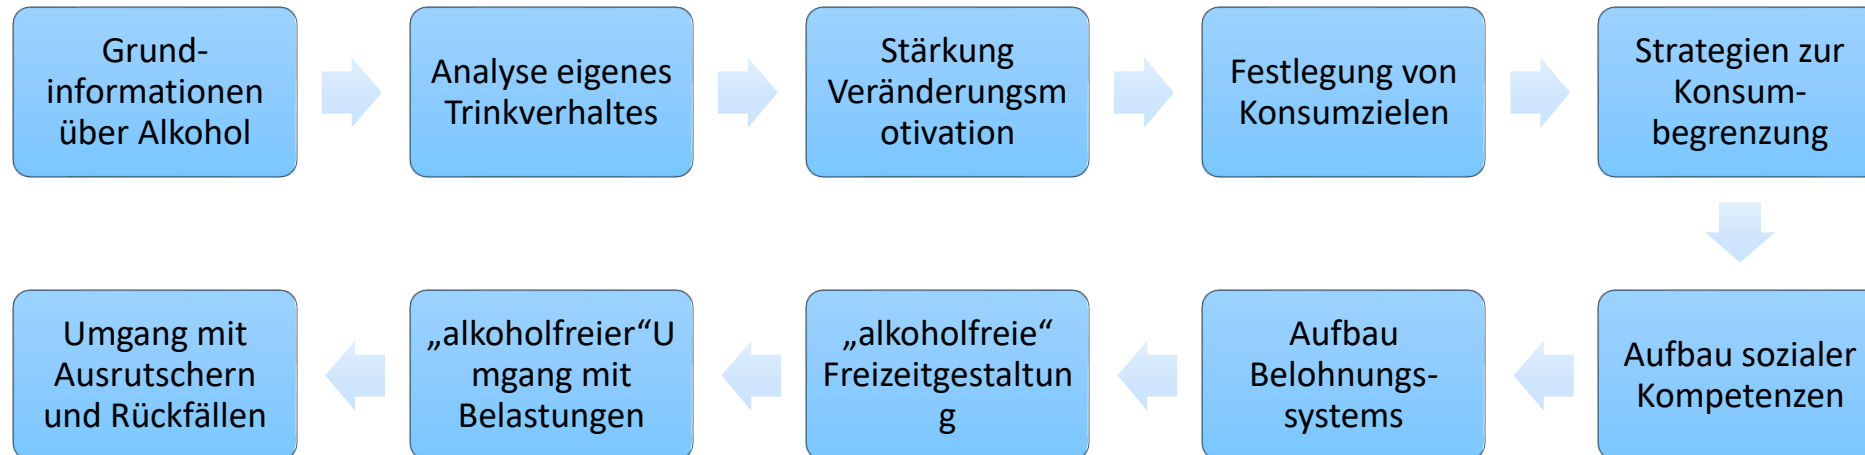 Grund-
informationen
über Alkohol
Analyse eigenes
Trinkverhaltes
Stärkung
Veränderungsm
otivation
Festlegung von
Konsumzielen
Strategien zur
Konsum-
begrenzung
Aufbau sozialer
Kompetenzen
Aufbau
Belohnungs-
systems
„alkoholfreie“
Freizeitgestaltun
g
„alkoholfreier“U
mgang mit
Belastungen
Umgang mit
Ausrutschern
und Rückfällen